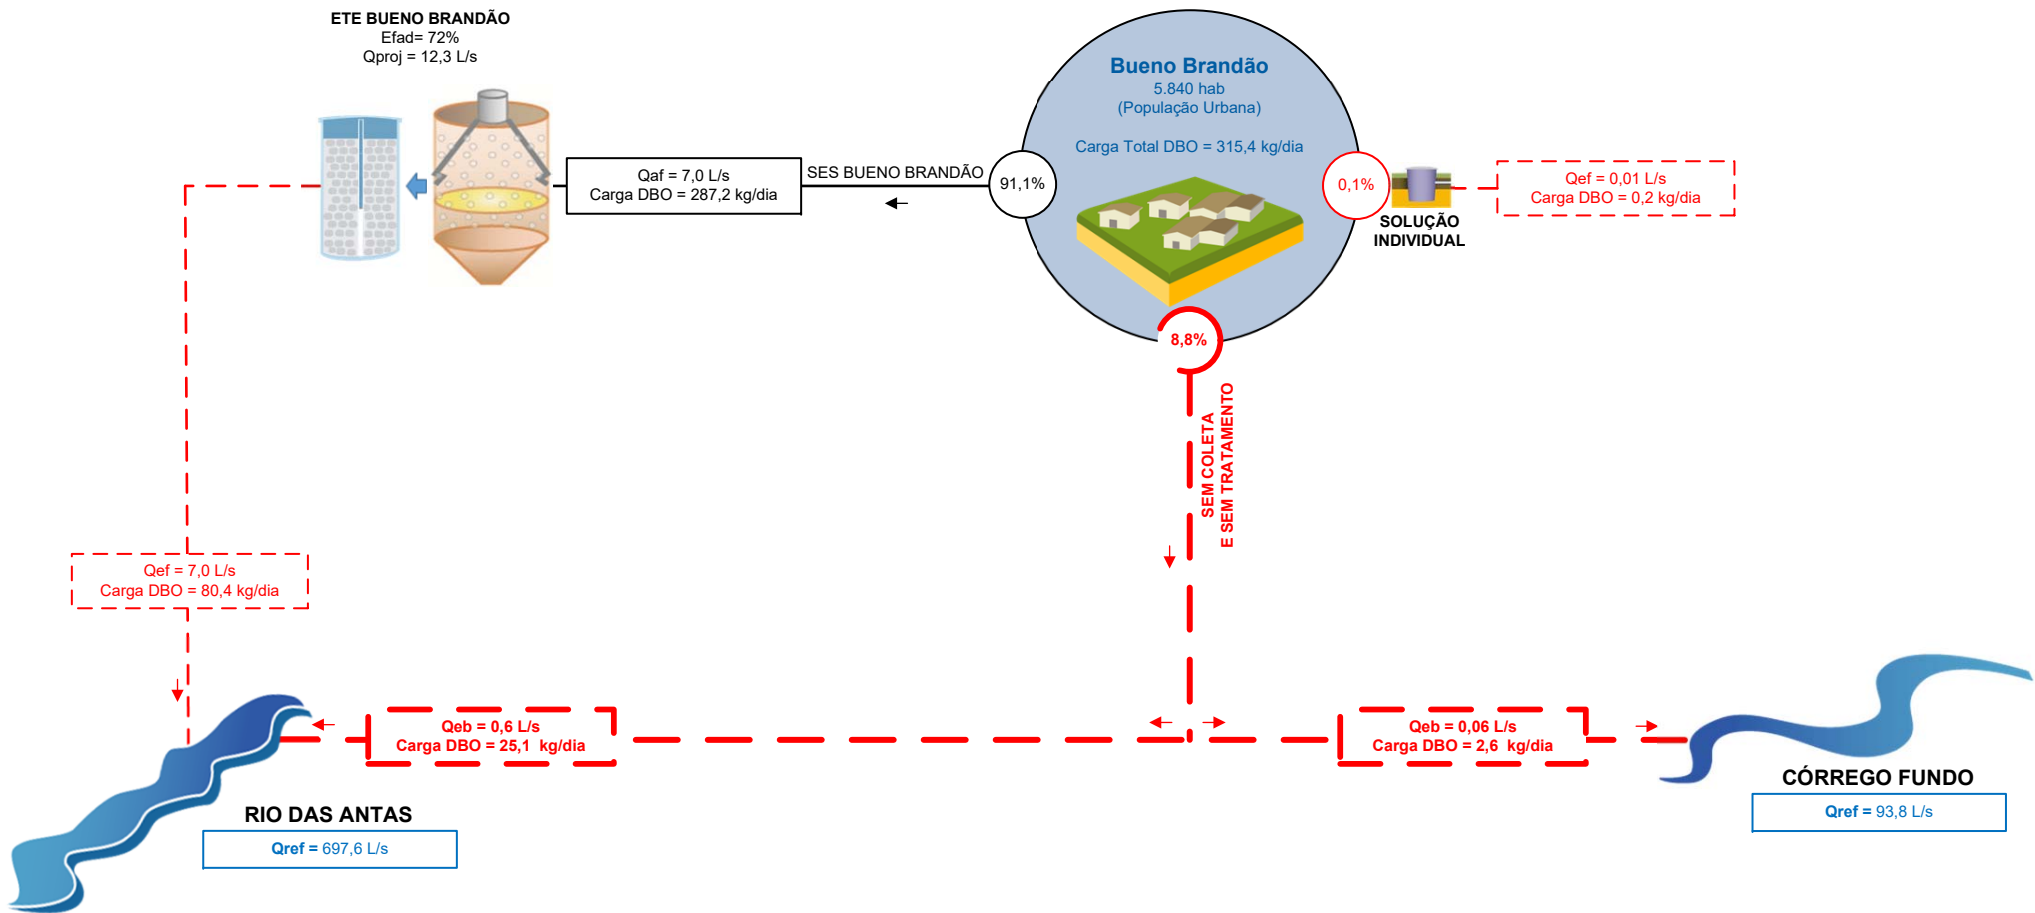 ETE BUENO BRANDÃO
Efad= 72%
Qproj = 12,3 L/s
Bueno Brandão
5.840 hab
(População Urbana)
Carga Total DBO = 315,4 kg/dia
Qaf = 7,0 L/s
Carga DBO = 287,2 kg/dia
SES BUENO BRANDÃO
91,1%
0,1%
SOLUÇÃO
INDIVIDUAL
Qef = 0,01 L/s
Carga DBO = 0,2 kg/dia
8,8%
SEM COLETA
E SEM TRATAMENTO
Qef = 7,0 L/s
Carga DBO = 80,4 kg/dia
Qeb = 0,6 L/s
Carga DBO = 25,1 kg/dia
Qeb = 0,06 L/s
Carga DBO = 2,6 kg/dia
RIO DAS ANTAS
Qref = 697,6 L/s
CÓRREGO FUNDO
Qref = 93,8 L/s